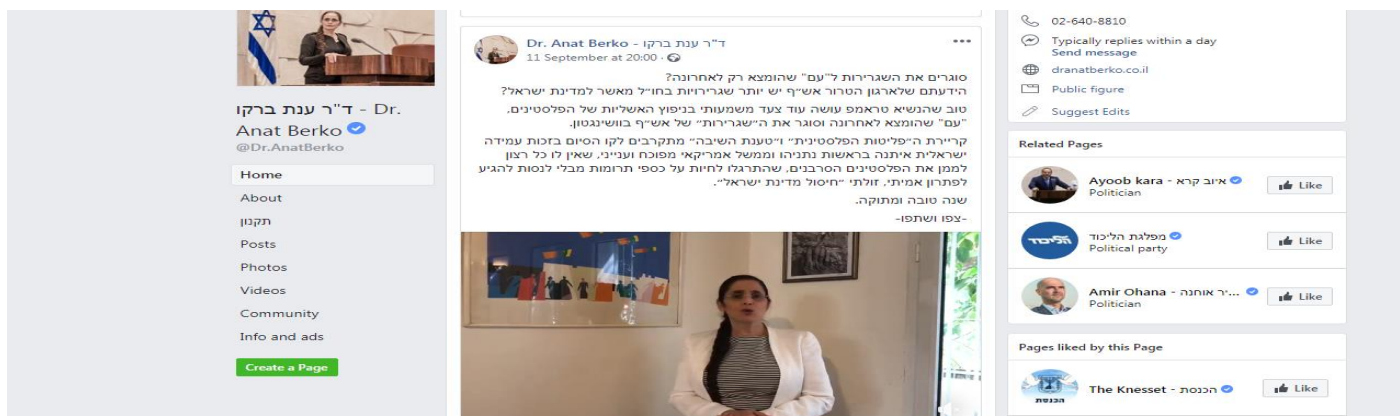 ד"ר ענת ברקו - Dr.
Anat Berko
@Dr.AnatBerko
Home
About
תקנון
Posts
Photos
Videos
Community
Info and ads
Create a Page
Dr. Anat Berko - ד"ר ענת ברקו
11 September at 20:00
סוגרים את השגרירות ל"עם" שהומצא רק לאחרונה?
הידעתם שלארגון הטרור אש״ף יש יותר שגרירויות בחו״ל מאשר למדינת ישראל?
טוב שהנשיא טראמפ עושה עוד צעד משמעותי בניפוץ האשליות של הפלסטינים,
"עם" שהומצא לאחרונה וסוגר את ה״שגרירות״ של אש״ף בוושינגטון.
קריירת ה״פליטות הפלסטינית״ ו״טענת השיבה״ מתקרבים לקו הסיום בזכות עמידה
ישראלית איתנה בראשות נתניהו וממשל אמריקאי מפוכח וענייני, שאין לו כל רצון
לממן את הפלסטינים הסרבנים, שהתרגלו לחיות על כספי תרומות מבלי לנסות להגיע
לפתרון אמיתי, זולתי ״חיסול מדינת ישראל״.
שנה טובה ומתוקה.
-צפו ושתפו-
02-640-8810
Typically replies within a day
Send message
dranatberko.co.il
Public figure
Suggest Edits
Related Pages
Ayoob kara - איוב קרא
Politician
Like
מפלגת הליכוד
Political party
Like
הליכוד
Amir Ohana - יר אוחנה...
Politician
Like
Pages liked by this Page
The Knesset - הכנסת
Like
הכנסת